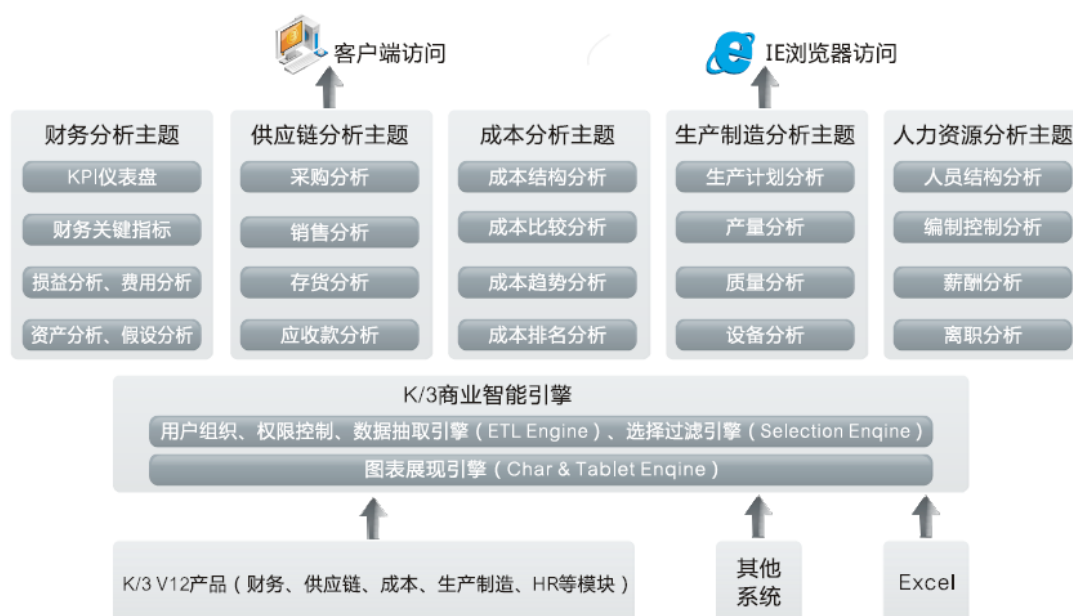 客户端访问
IE浏览器访问
财务分析主题
KPI仪表盘
财务关键指标
损益分析、费用分析
资产分析、假设分析
供应链分析主题
采购分析
销售分析
存货分析
应收款分析
成本分析主题
成本结构分析
成本比较分析
成本趋势分析
成本排名分析
生产制造分析主题
生产计划分析
产量分析
质量分析
设备分析
人力资源分析主题
人员结构分析
编制控制分析
薪酬分析
离职分析
K/3商业智能引擎
用户组织、权限控制、数据抽取引擎（ETL Engine）、选择过滤引擎（Selection Enqine）
图表展现引擎（Char & Tablet Enqine）
K/3 V12产品（财务、供应链、成本、生产制造、HR等模块）
其他
系统
Excel